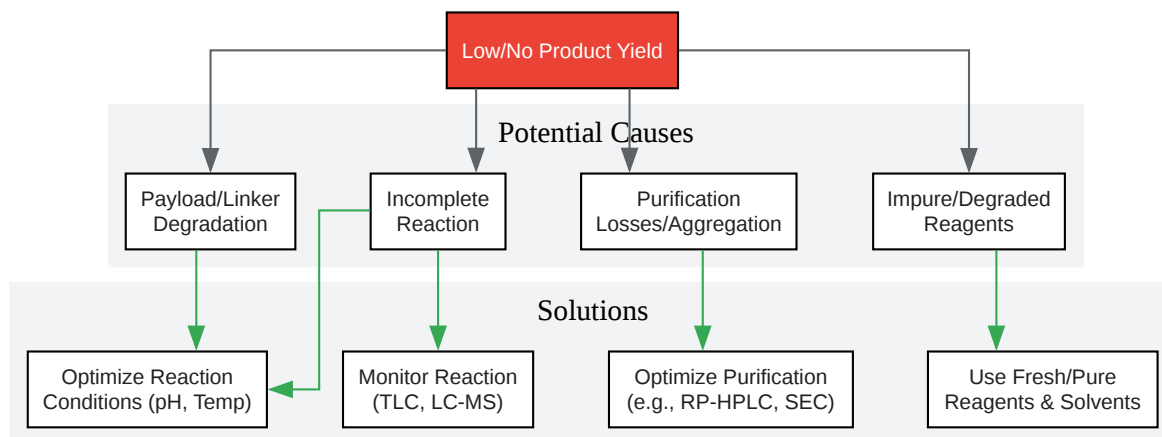 Low/No Product Yield
Potential Causes
Payload/Linker
Degradation
Incomplete
Reaction
Purification
Losses/Aggregation
Impure/Degraded
Reagents
Solutions
Optimize Reaction
Conditions (pH, Temp)
Monitor Reaction
(TLC, LC-MS)
Optimize Purification
(e.g., RP-HPLC, SEC)
Use Fresh/Pure
Reagents & Solvents